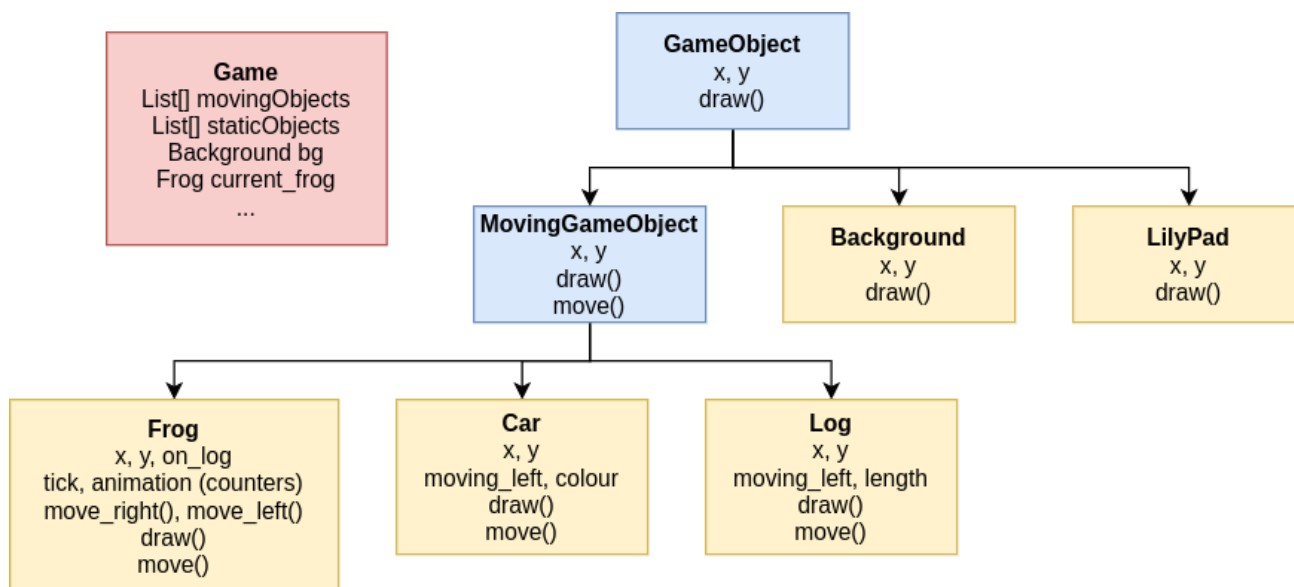 Game
List[] movingObjects
List[] staticObjects
Background bg
Frog current_frog
...
GameObject
x, y
draw()
MovingGameObject
x, y
draw()
move()
Background
x, y
draw()
LilyPad
x, y
draw()
Frog
x, y, on_log
tick, animation (counters)
move_right(), move_left()
draw()
move()
Car
x, y
moving_left, colour
draw()
move()
Log
x, y
moving_left, length
draw()
move()